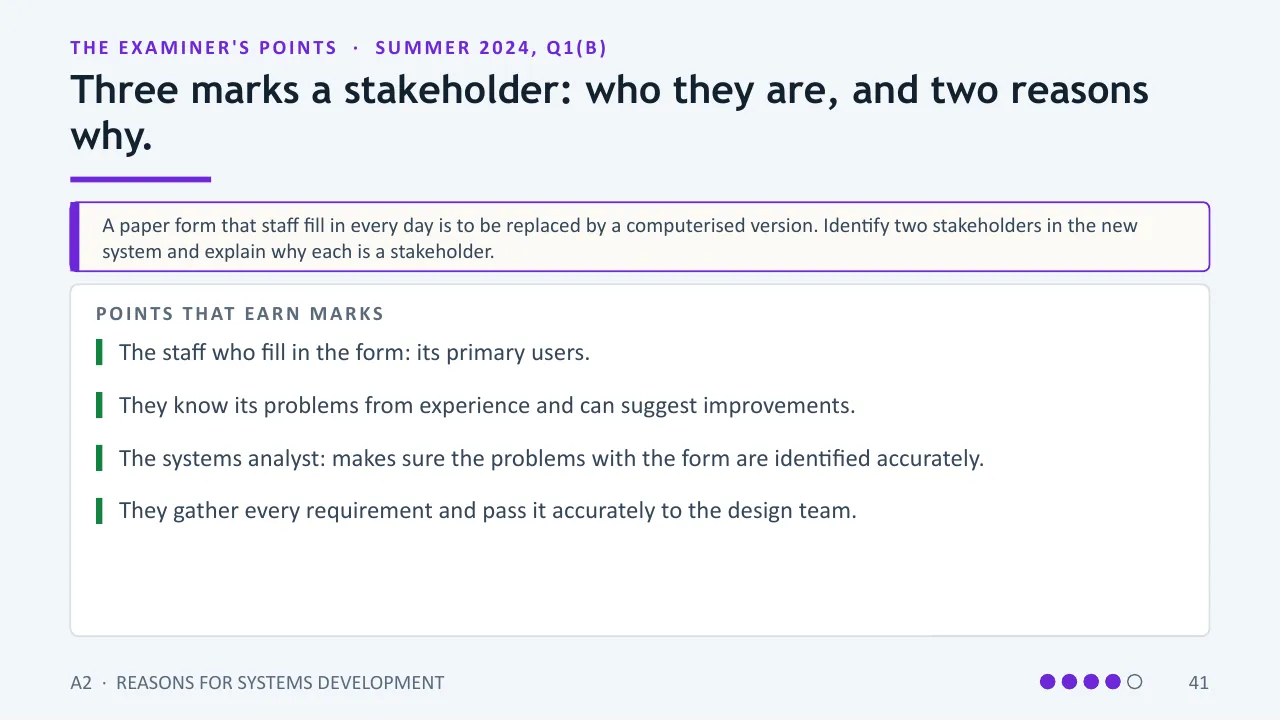 THE EXAMINER'S POINTS · SUMMER 2024, Q1(B)
Three marks a stakeholder: who they are, and two reasons
why.
A paper form that staff fill in every day is to be replaced by a computerised version. Identify two stakeholders in the new
system and explain why each is a stakeholder.
POINTS THAT EARN MARKS
The staff who fill in the form: its primary users.
They know its problems from experience and can suggest improvements.
The systems analyst: makes sure the problems with the form are identified accurately.
They gather every requirement and pass it accurately to the design team.
A2 · REASONS FOR SYSTEMS DEVELOPMENT
41